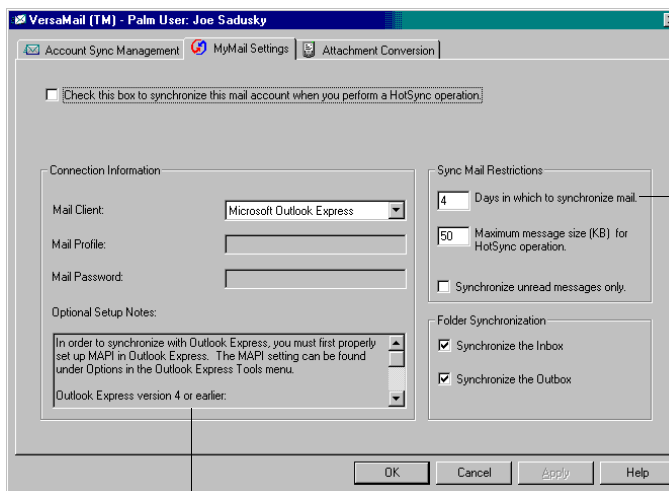 VersaMail (TM) - Palm User: Joe Sadusky
Account Sync Management
MyMail Settings
Attachment Conversion
Check this box to synchronize this mail account when you perform a HotSync operation.
Connection Information
Mail Client:
Microsoft Outlook Express
Mail Profile:
Mail Password:
Optional Setup Notes:
In order to synchronize with Outlook Express, you must first properly
set up MAPI in Outlook Express. The MAPI setting can be found
under Options in the Outlook Express Tools menu.
Outlook Express version 4 or earlier:
Sync Mail Restrictions
4 Days in which to synchronize mail.
50 Maximum message size (KB) for
HotSync operation.
Synchronize unread messages only.
Folder Synchronization
Synchronize the Inbox
Synchronize the Outbox
OK
Cancel
Apply
Help